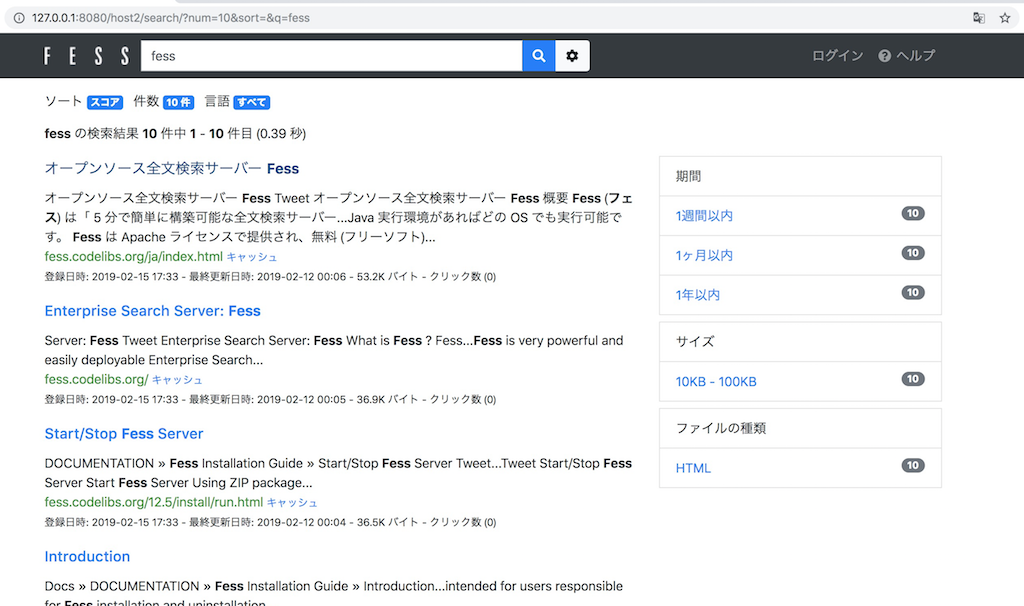 127.0.0.1:8080/host2/search/?num=10&sort=&q=fess
FESS
fess
ログイン
ヘルプ
ソート スコア 件数 10 件 言語 すべて
fess の検索結果 10 件中 1 - 10 件目 (0.39 秒)
オープンソース全文検索サーバー Fess
オープンソース全文検索サーバー Fess Tweet オープンソース全文検索サーバー Fess 概要 Fess (フェ
ス) は「 5 分で簡単に構築可能な全文検索サーバー...Java 実行環境があればどの OS でも実行可能で
す。 Fess は Apache ライセンスで提供され、無料 (フリーソフト)...
fess.codelibs.org/ja/index.html キャッシュ
登録日時: 2019-02-15 17:33 - 最終更新日時: 2019-02-12 00:06 - 53.2K バイト - クリック数 (0)
Enterprise Search Server: Fess
Server: Fess Tweet Enterprise Search Server: Fess What is Fess ? Fess...Fess is very powerful and
easily deployable Enterprise Search...
fess.codelibs.org/ キャッシュ
登録日時: 2019-02-15 17:33 - 最終更新日時: 2019-02-12 00:05 - 36.9K バイト - クリック数 (0)
Start/Stop Fess Server
DOCUMENTATION » Fess Installation Guide » Start/Stop Fess Server Tweet...Tweet Start/Stop Fess
Server Start Fess Server Using ZIP package...
fess.codelibs.org/12.5/install/run.html キャッシュ
登録日時: 2019-02-15 17:33 - 最終更新日時: 2019-02-12 00:04 - 36.5K バイト - クリック数 (0)
Introduction
Docs » DOCUMENTATION » Fess Installation Guide » Introduction...intended for users responsible
for Fess installation and uninstallation
期間
1週間以内 10
1ヶ月以内 10
1年以内 10
サイズ
10KB - 100KB 10
ファイルの種類
HTML 10